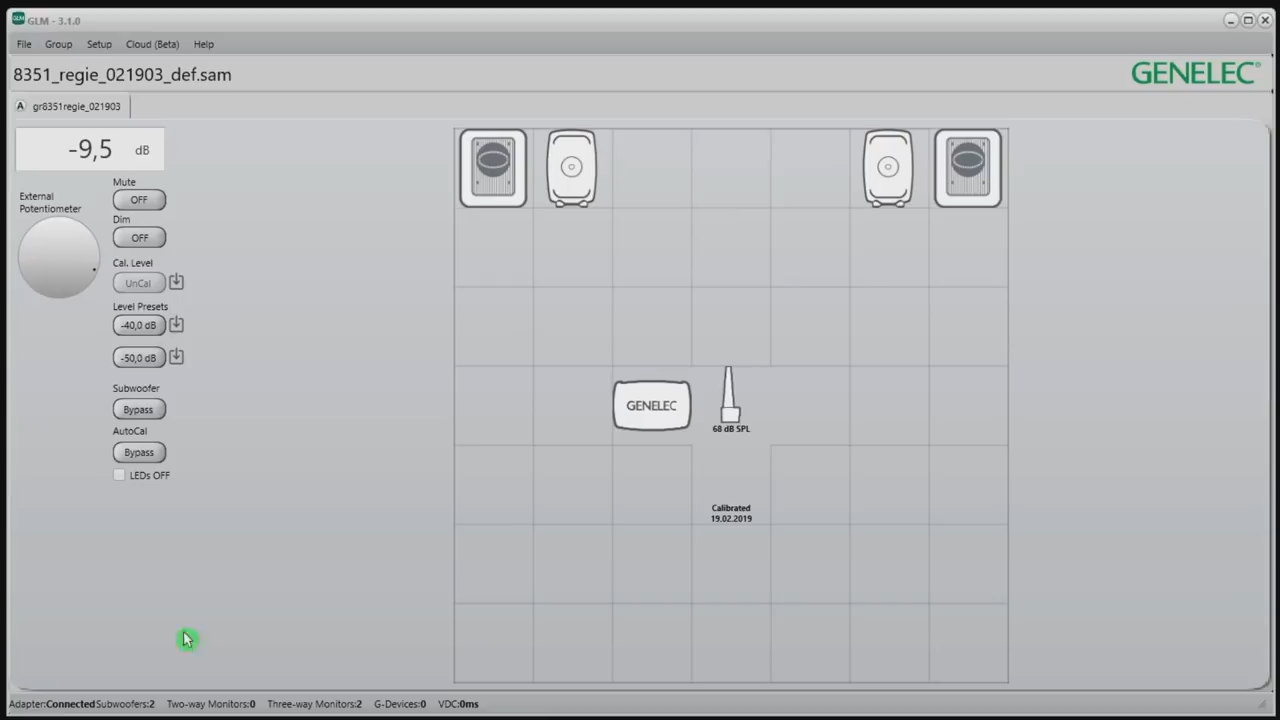 GLM - 3.1.0
File Group Setup Cloud (Beta) Help
8351_regie_021903_def.sam
GENELEC
A gr8351regie_021903
-9,5 dB
External
Potentiometer
Mute
OFF
Dim
OFF
Cal. Level
UnCal
Level Presets
-40,0 dB
-50,0 dB
Subwoofer
Bypass
AutoCal
Bypass
LEDs OFF
GENELEC
68 dB SPL
Calibrated
19.02.2019
Adapter:Connected Subwoofers:2 Two-way Monitors:0 Three-way Monitors:2 G-Devices:0 VDC:0ms